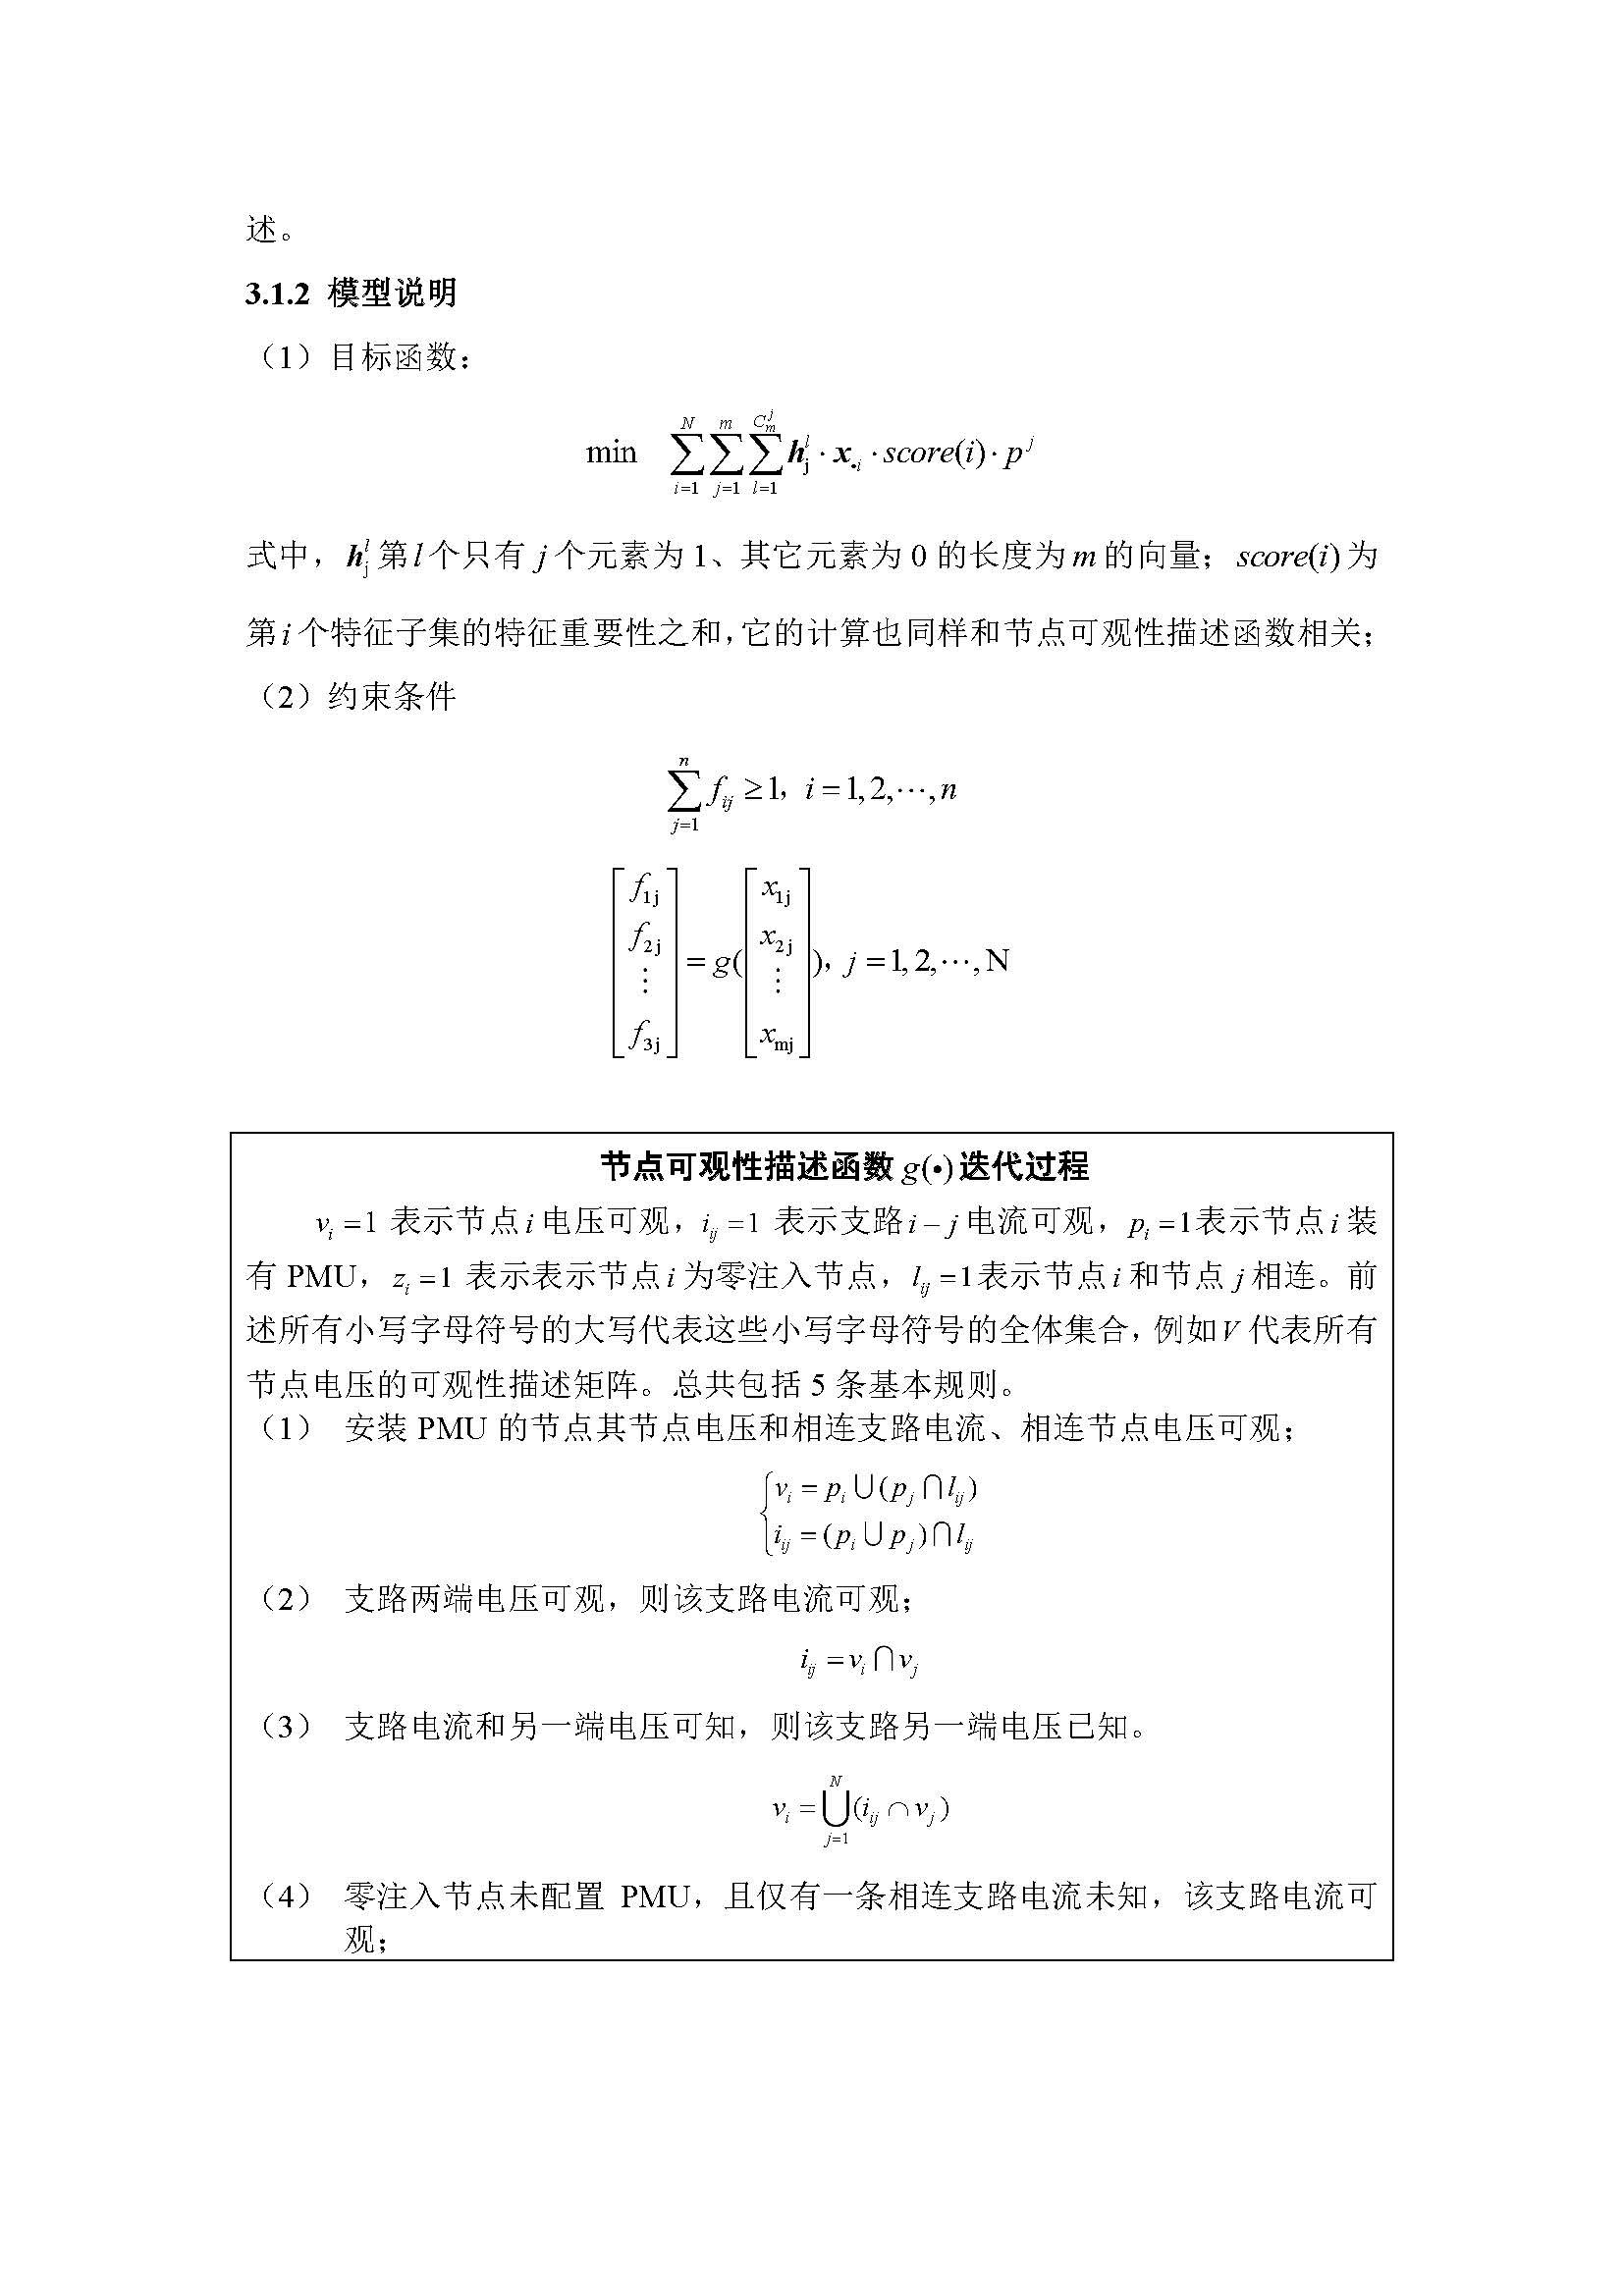 述。
3.1.2 模型说明
（1）目标函数：
min $\sum_{i=1}^{N}\sum_{j=1}^{m}\sum_{l=1}^{C_m^j} \boldsymbol{h}_{\mathrm{j}}^{l} \cdot \boldsymbol{x}_{\bullet i} \cdot score(i) \cdot p^{j}$
式中，$\boldsymbol{h}_{\mathrm{j}}^{l}$ 第 l 个只有 j 个元素为 1、其它元素为 0 的长度为 m 的向量；score(i) 为
第 i 个特征子集的特征重要性之和，它的计算也同样和节点可观性描述函数相关；
（2）约束条件
$\sum_{j=1}^{n} f_{ij} \geq 1$，$i=1,2,\cdots,n$
$\begin{bmatrix} f_{1j} \\ f_{2j} \\ \vdots \\ f_{3j} \end{bmatrix} = g(\begin{bmatrix} x_{1j} \\ x_{2j} \\ \vdots \\ x_{mj} \end{bmatrix})$，$j=1,2,\cdots,\mathrm{N}$
节点可观性描述函数 g(•) 迭代过程
$v_i=1$ 表示节点 i 电压可观，$i_{ij}=1$ 表示支路 i − j 电流可观，$p_i=1$ 表示节点 i 装
有 PMU，$z_i=1$ 表示表示节点 i 为零注入节点，$l_{ij}=1$ 表示节点 i 和节点 j 相连。前
述所有小写字母符号的大写代表这些小写字母符号的全体集合，例如 V 代表所有
节点电压的可观性描述矩阵。总共包括 5 条基本规则。
（1） 安装 PMU 的节点其节点电压和相连支路电流、相连节点电压可观；
$\begin{cases} v_i = p_i \bigcup (p_j \bigcap l_{ij}) \\ i_{ij} = (p_i \bigcup p_j) \bigcap l_{ij} \end{cases}$
（2） 支路两端电压可观，则该支路电流可观；
$i_{ij} = v_i \bigcap v_j$
（3） 支路电流和另一端电压可知，则该支路另一端电压已知。
$v_i = \bigcup_{j=1}^{N} (i_{ij} \cap v_j)$
（4） 零注入节点未配置 PMU，且仅有一条相连支路电流未知，该支路电流可
观；